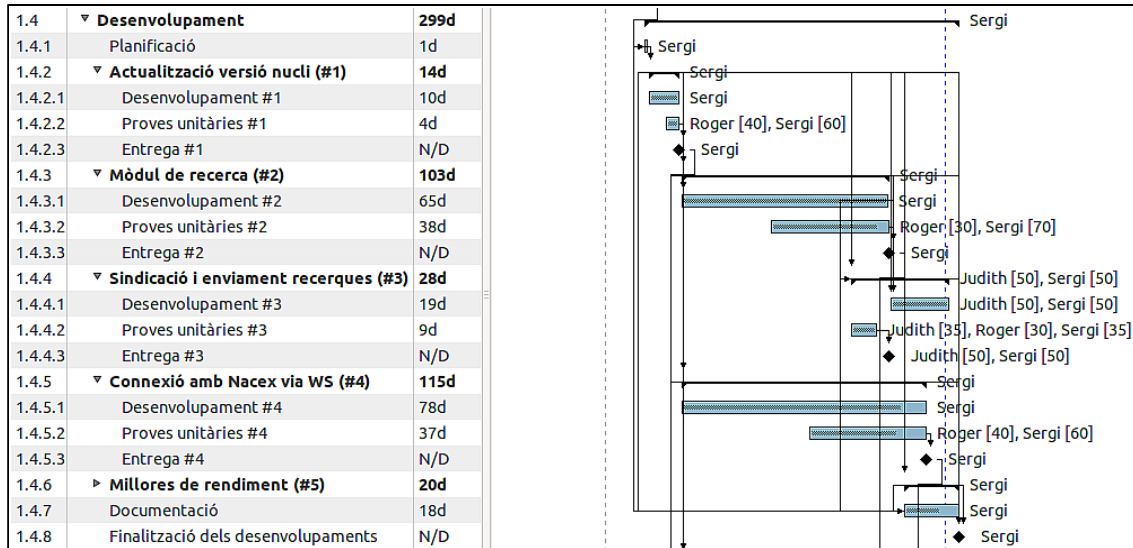 1.4 Desenvolupament 299d Sergi
1.4.1 Planificació 1d Sergi
1.4.2 Actualització versió nucli (#1) 14d Sergi
1.4.2.1 Desenvolupament #1 10d Sergi
1.4.2.2 Proves unitàries #1 4d Roger [40], Sergi [60]
1.4.2.3 Entrega #1 N/D Sergi
1.4.3 Mòdul de recerca (#2) 103d Sergi
1.4.3.1 Desenvolupament #2 65d Sergi
1.4.3.2 Proves unitàries #2 38d Roger [30], Sergi [70]
1.4.3.3 Entrega #2 N/D Sergi
1.4.4 Sindicació i enviament recerques (#3) 28d Judith [50], Sergi [50]
1.4.4.1 Desenvolupament #3 19d Judith [50], Sergi [50]
1.4.4.2 Proves unitàries #3 9d Judith [35], Roger [30], Sergi [35]
1.4.4.3 Entrega #3 N/D Judith [50], Sergi [50]
1.4.5 Connexió amb Nacex via WS (#4) 115d Sergi
1.4.5.1 Desenvolupament #4 78d Sergi
1.4.5.2 Proves unitàries #4 37d Roger [40], Sergi [60]
1.4.5.3 Entrega #4 N/D Sergi
1.4.6 Millores de rendiment (#5) 20d Sergi
1.4.7 Documentació 18d Sergi
1.4.8 Finalització dels desenvolupaments N/D Sergi